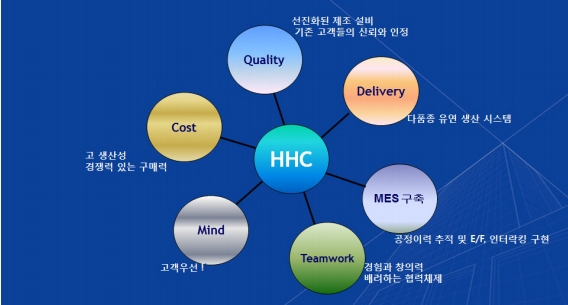 선진화된 제조 설비
기존 고객들의 신뢰와 인정
Quality
Delivery
다품종 유연 생산 시스템
Cost
고 생산성
경쟁력 있는 구매력
HHC
MES 구축
공정이력 추적 및 E/F, 인터락킹 구현
Mind
고객우선 !
Teamwork
경험과 창의력
배려하는 협력체제